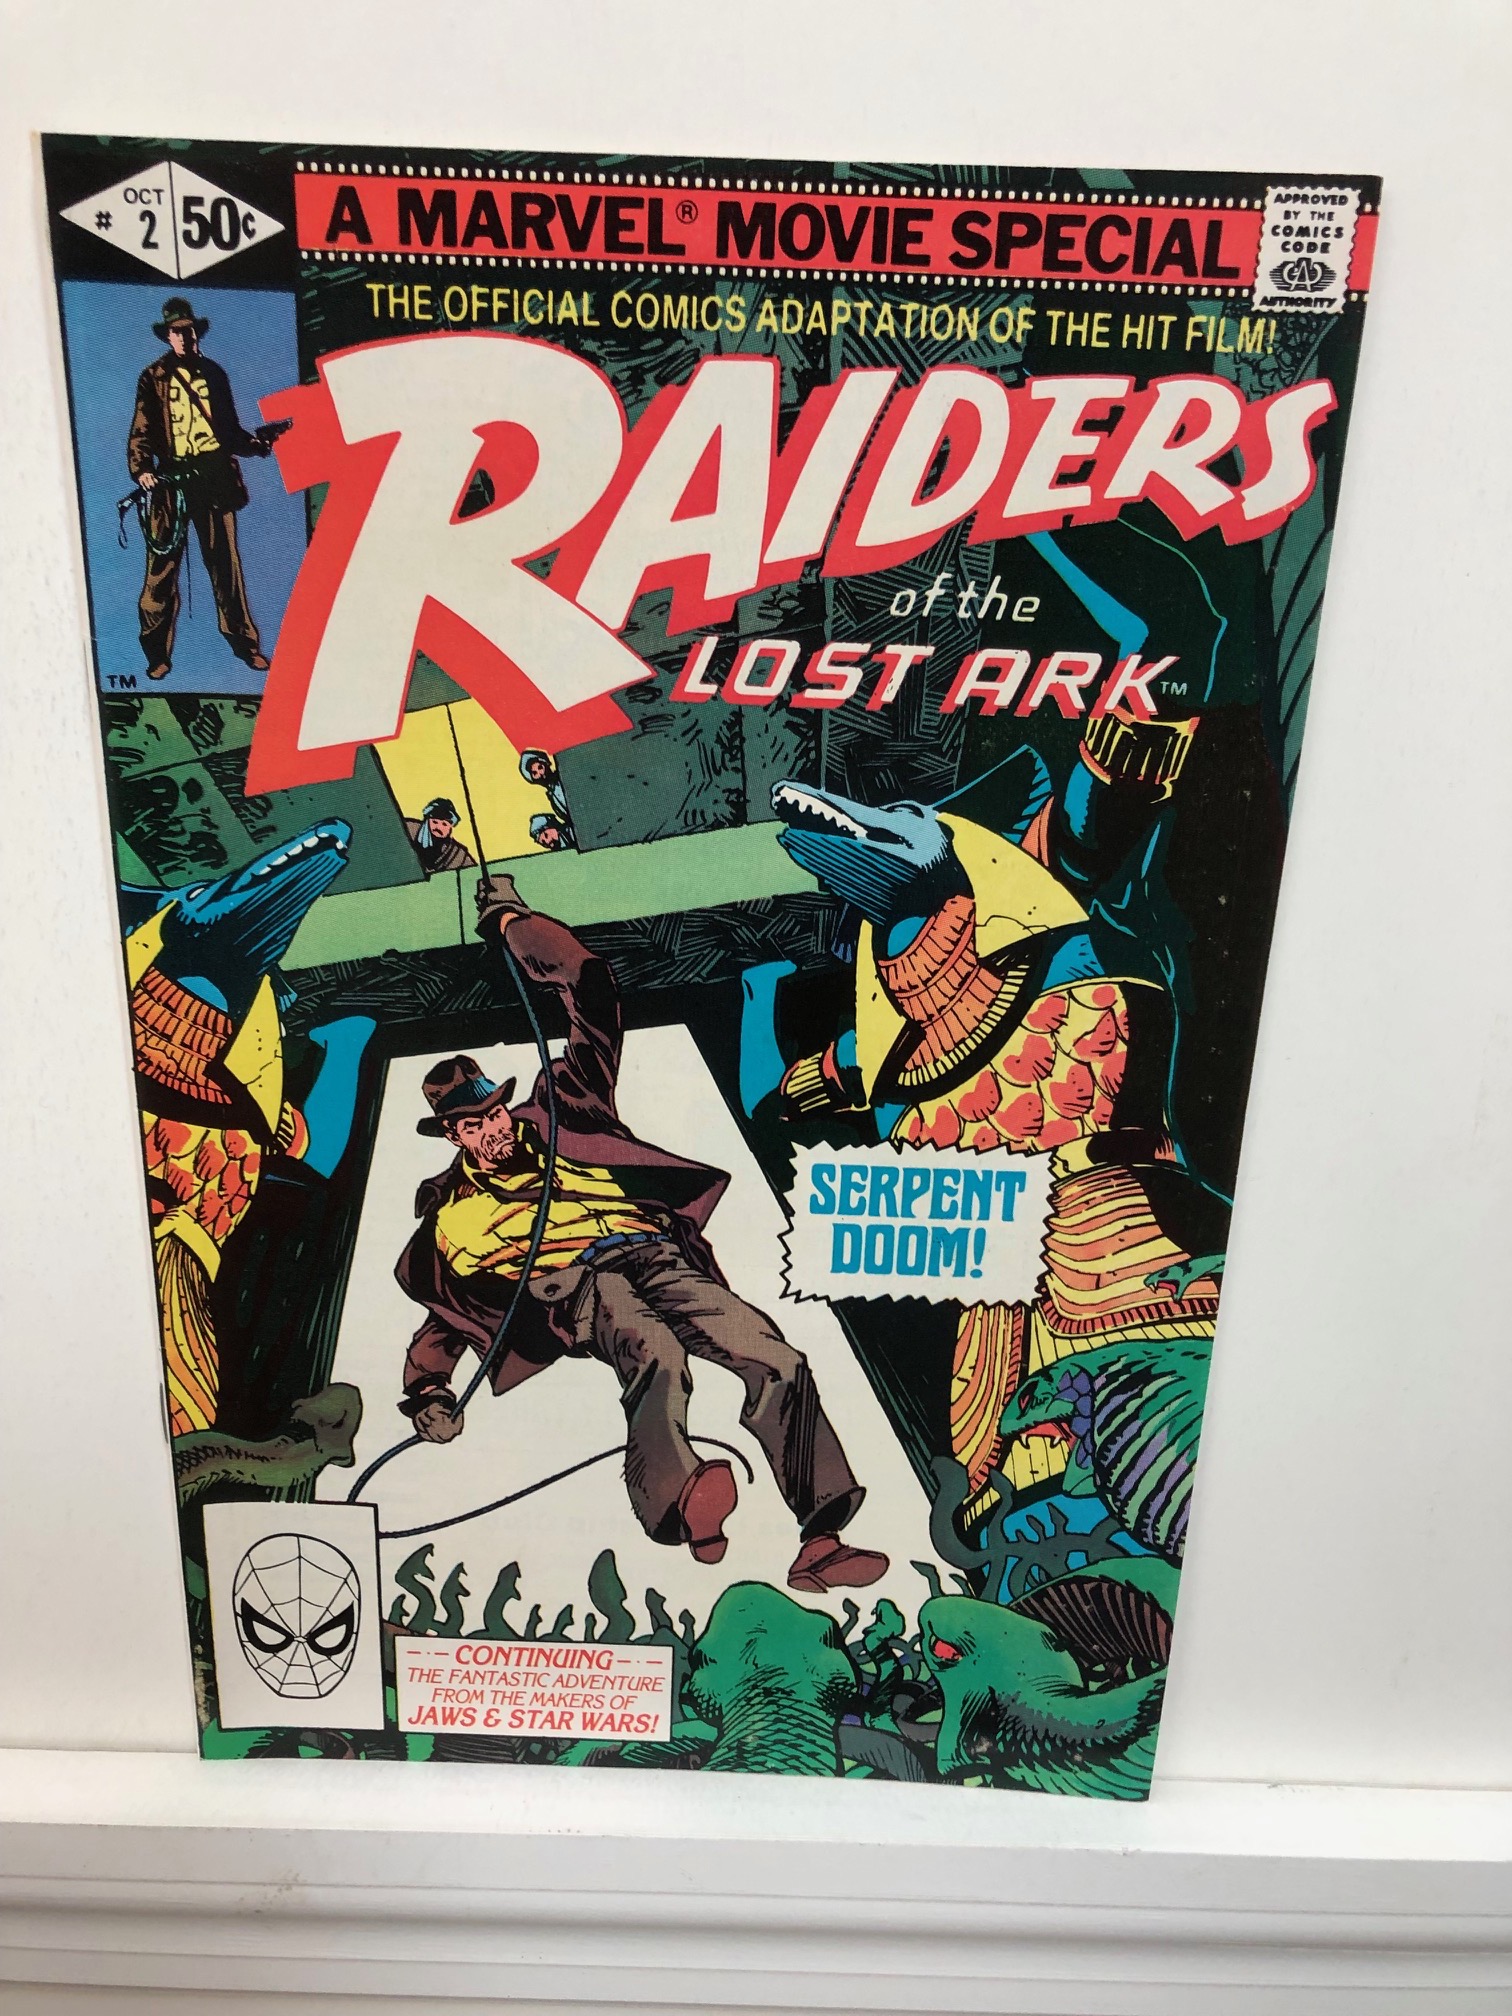 OCT
# 2 50¢
A MARVEL® MOVIE SPECIAL
APPROVED
BY THE
COMICS
CODE
CA
AUTHORITY
THE OFFICIAL COMICS ADAPTATION OF THE HIT FILM!
RAIDERS
of the
LOST ARK™
TM
SERPENT
DOOM!
CONTINUING
THE FANTASTIC ADVENTURE
FROM THE MAKERS OF
JAWS & STAR WARS!